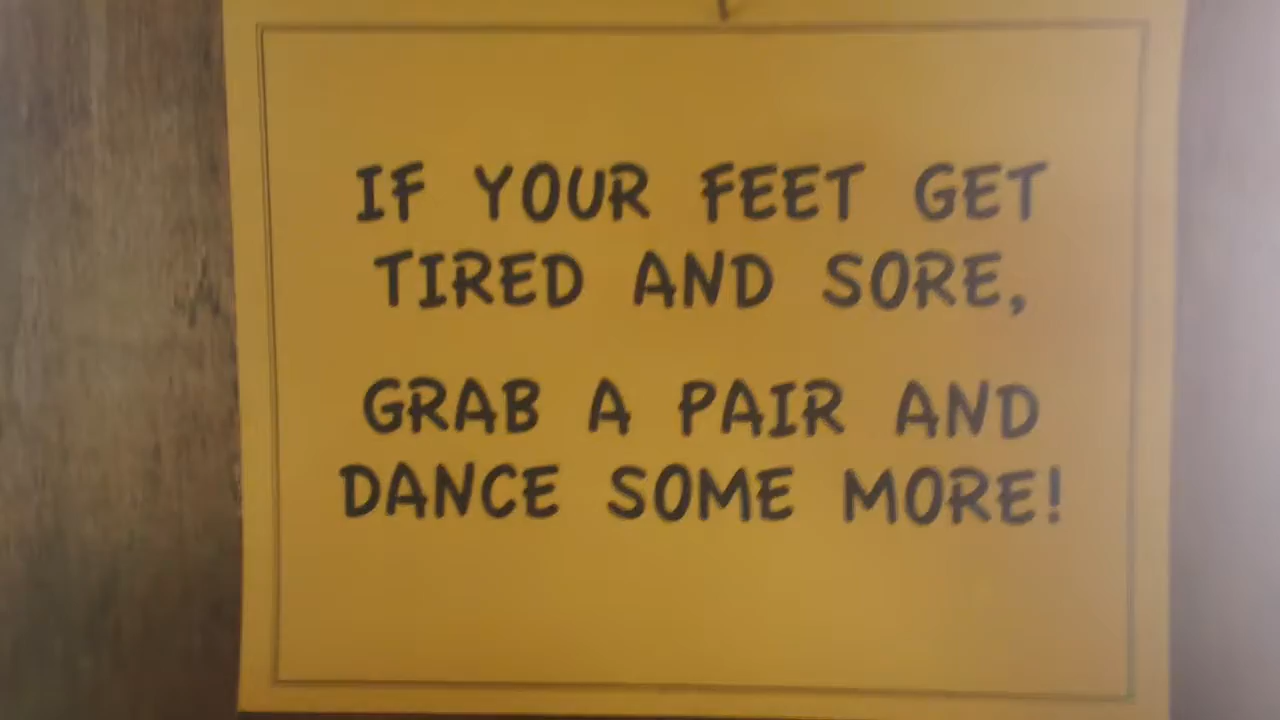 IF YOUR FEET GET
TIRED AND SORE,
GRAB A PAIR AND
DANCE SOME MORE!